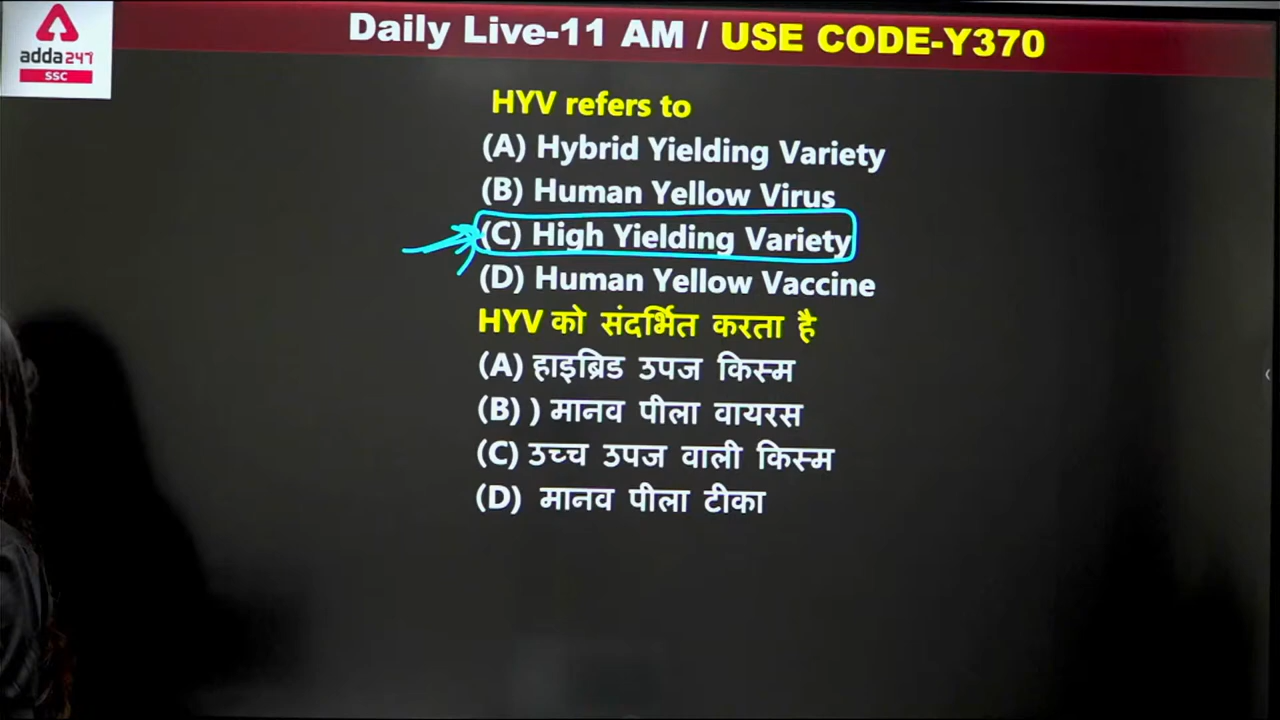 adda247
SSC
Daily Live-11 AM / USE CODE-Y370
HYV refers to
(A) Hybrid Yielding Variety
(B) Human Yellow Virus
(C) High Yielding Variety
(D) Human Yellow Vaccine
HYV को संदर्भित करता है
(A) हाइब्रिड उपज किस्म
(B) ) मानव पीला वायरस
(C) उच्च उपज वाली किस्म
(D) मानव पीला टीका